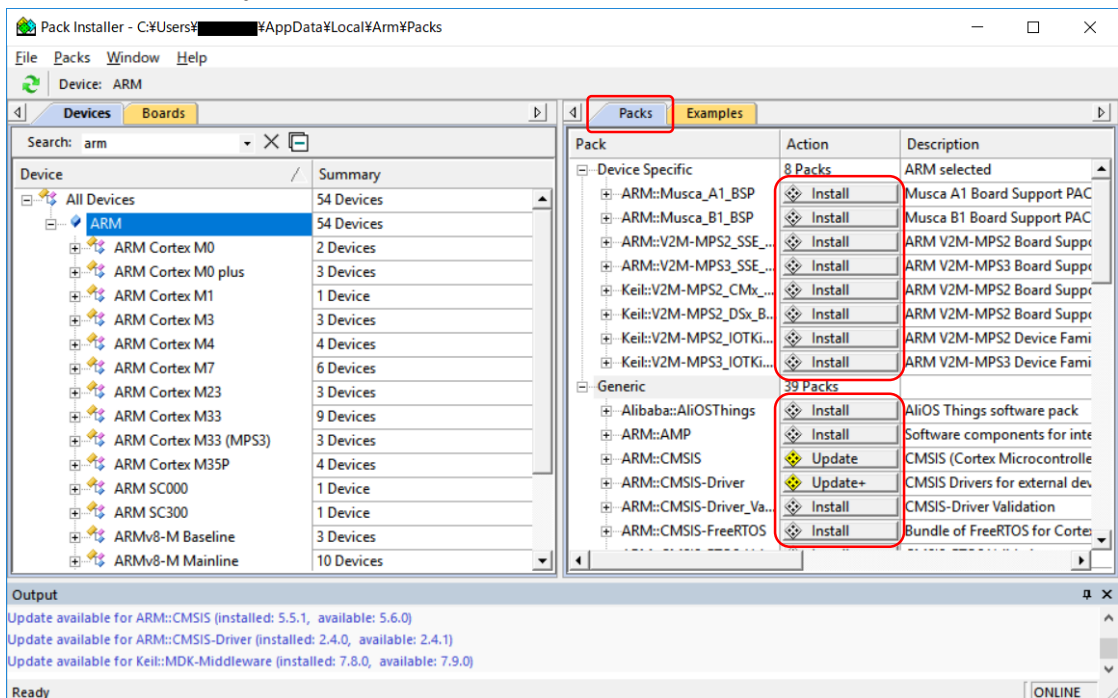 Pack Installer - C:¥Users¥ ¥AppData¥Local¥Arm¥Packs
File Packs Window Help
Device: ARM
Devices Boards
Search: arm
Device / Summary
All Devices 54 Devices
ARM 54 Devices
ARM Cortex M0 2 Devices
ARM Cortex M0 plus 3 Devices
ARM Cortex M1 1 Device
ARM Cortex M3 3 Devices
ARM Cortex M4 4 Devices
ARM Cortex M7 6 Devices
ARM Cortex M23 3 Devices
ARM Cortex M33 9 Devices
ARM Cortex M33 (MPS3) 3 Devices
ARM Cortex M35P 4 Devices
ARM SC000 1 Device
ARM SC300 1 Device
ARMv8-M Baseline 3 Devices
ARMv8-M Mainline 10 Devices
Packs Examples
Pack Action Description
Device Specific 8 Packs ARM selected
ARM::Musca_A1_BSP Install Musca A1 Board Support PAC
ARM::Musca_B1_BSP Install Musca B1 Board Support PAC
ARM::V2M-MPS2_SSE_... Install ARM V2M-MPS2 Board Suppo
ARM::V2M-MPS3_SSE_... Install ARM V2M-MPS3 Board Suppo
Keil::V2M-MPS2_CMx_... Install ARM V2M-MPS2 Board Suppo
Keil::V2M-MPS2_DSx_B... Install ARM V2M-MPS2 Board Suppo
Keil::V2M-MPS2_IOTKi... Install ARM V2M-MPS2 Device Fami
Keil::V2M-MPS3_IOTKi... Install ARM V2M-MPS3 Device Fami
Generic 39 Packs
Alibaba::AliOSThings Install AliOS Things software pack
ARM::AMP Install Software components for inte
ARM::CMSIS Update CMSIS (Cortex Microcontrolle
ARM::CMSIS-Driver Update+ CMSIS Drivers for external dev
ARM::CMSIS-Driver_Va... Install CMSIS-Driver Validation
ARM::CMSIS-FreeRTOS Install Bundle of FreeRTOS for Cortex
Output
Update available for ARM::CMSIS (installed: 5.5.1, available: 5.6.0)
Update available for ARM::CMSIS-Driver (installed: 2.4.0, available: 2.4.1)
Update available for Keil::MDK-Middleware (installed: 7.8.0, available: 7.9.0)
Ready ONLINE